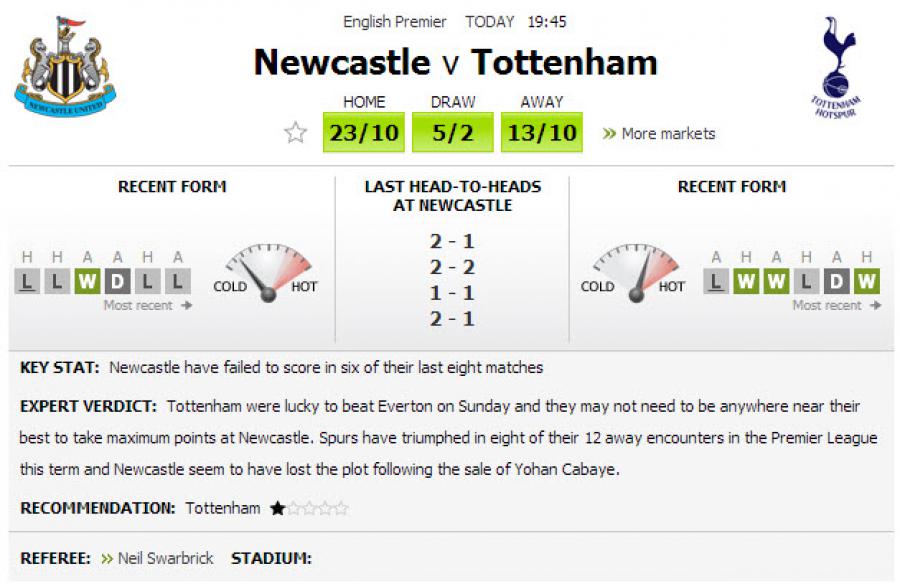 English Premier TODAY 19:45
Newcastle v Tottenham
HOME DRAW AWAY
23/10 5/2 13/10 » More markets
NEWCASTLE UNITED
TOTTENHAM
HOTSPUR
RECENT FORM
H H A A H A
L L W D L L
Most recent
COLD HOT
LAST HEAD-TO-HEADS
AT NEWCASTLE
2 - 1
2 - 2
1 - 1
2 - 1
RECENT FORM
COLD HOT
A H A H A H
L W W L D W
Most recent
KEY STAT: Newcastle have failed to score in six of their last eight matches
EXPERT VERDICT: Tottenham were lucky to beat Everton on Sunday and they may not need to be anywhere near their
best to take maximum points at Newcastle. Spurs have triumphed in eight of their 12 away encounters in the Premier League
this term and Newcastle seem to have lost the plot following the sale of Yohan Cabaye.
RECOMMENDATION: Tottenham
REFEREE: » Neil Swarbrick STADIUM: